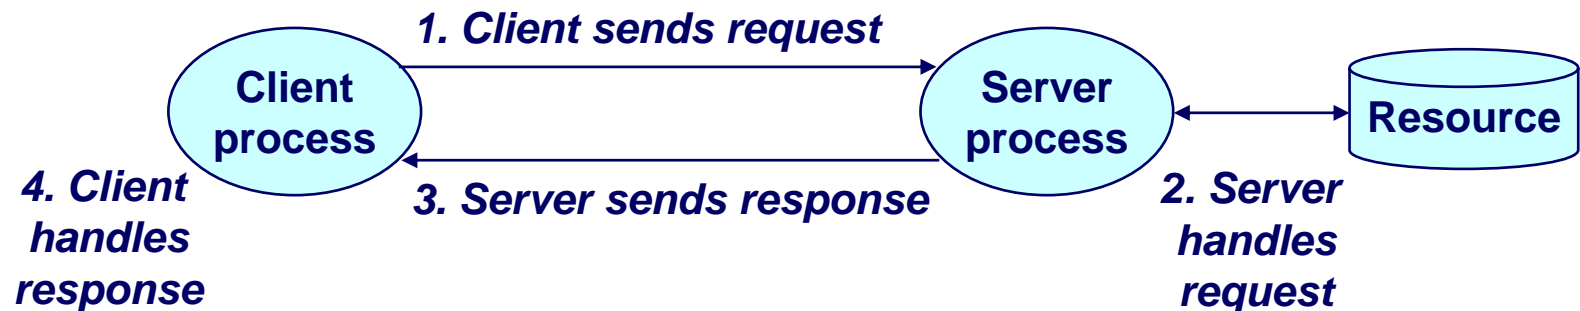 1. Client sends request
Client
process
Server
process
Resource
3. Server sends response
4. Client
handles
response
2. Server
handles
request